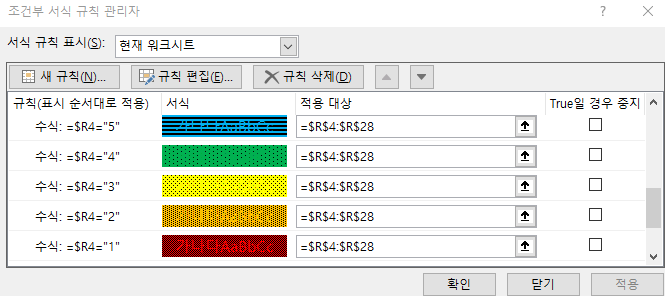 조건부 서식 규칙 관리자 ?
서식 규칙 표시(S): 현재 워크시트
새 규칙(N)... 규칙 편집(E)... 규칙 삭제(D)
규칙(표시 순서대로 적용) 서식 적용 대상 True일 경우 중지
수식: =$R4="5" 가나다AaBbCc =$R$4:$R$28
수식: =$R4="4" =$R$4:$R$28
수식: =$R4="3" =$R$4:$R$28
수식: =$R4="2" =$R$4:$R$28
수식: =$R4="1" 가나다AaBbCc =$R$4:$R$28
확인 닫기 적용